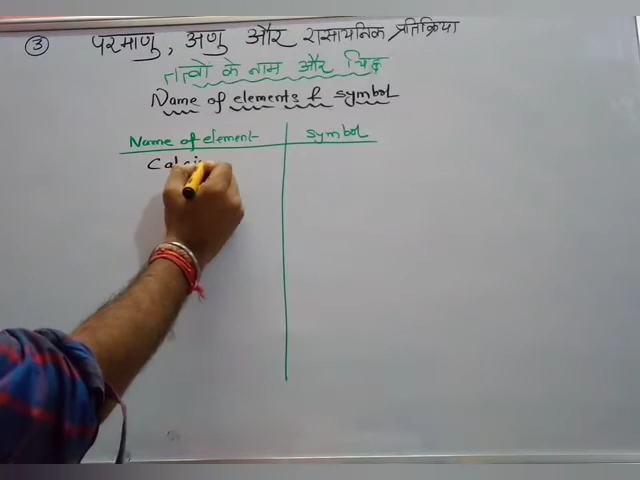 ③ परमाणु, अणु और रासायनिक प्रतिक्रिया
तत्वो के नाम और चिह्न
Name of elements & symbol
Name of element symbol
Calci